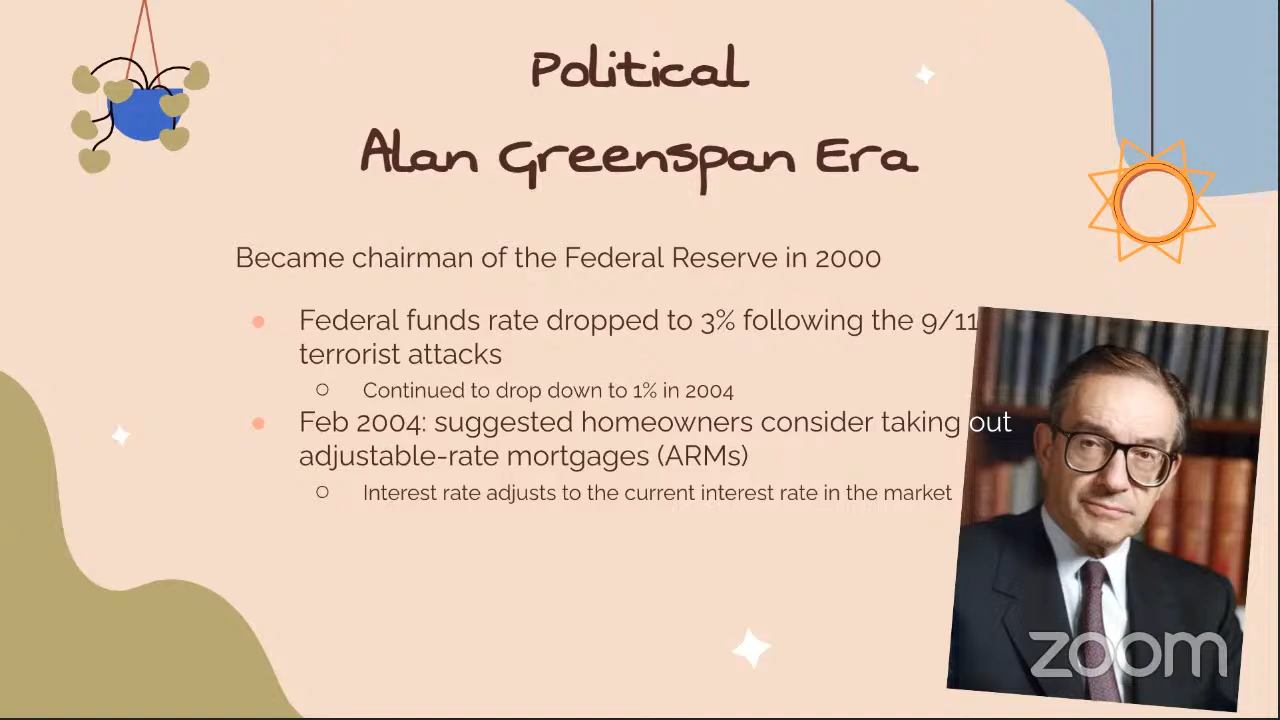 Political
Alan Greenspan Era
Became chairman of the Federal Reserve in 2000
● Federal funds rate dropped to 3% following the 9/11
terrorist attacks
○ Continued to drop down to 1% in 2004
● Feb 2004: suggested homeowners consider taking out
adjustable-rate mortgages (ARMs)
○ Interest rate adjusts to the current interest rate in the market
zoom